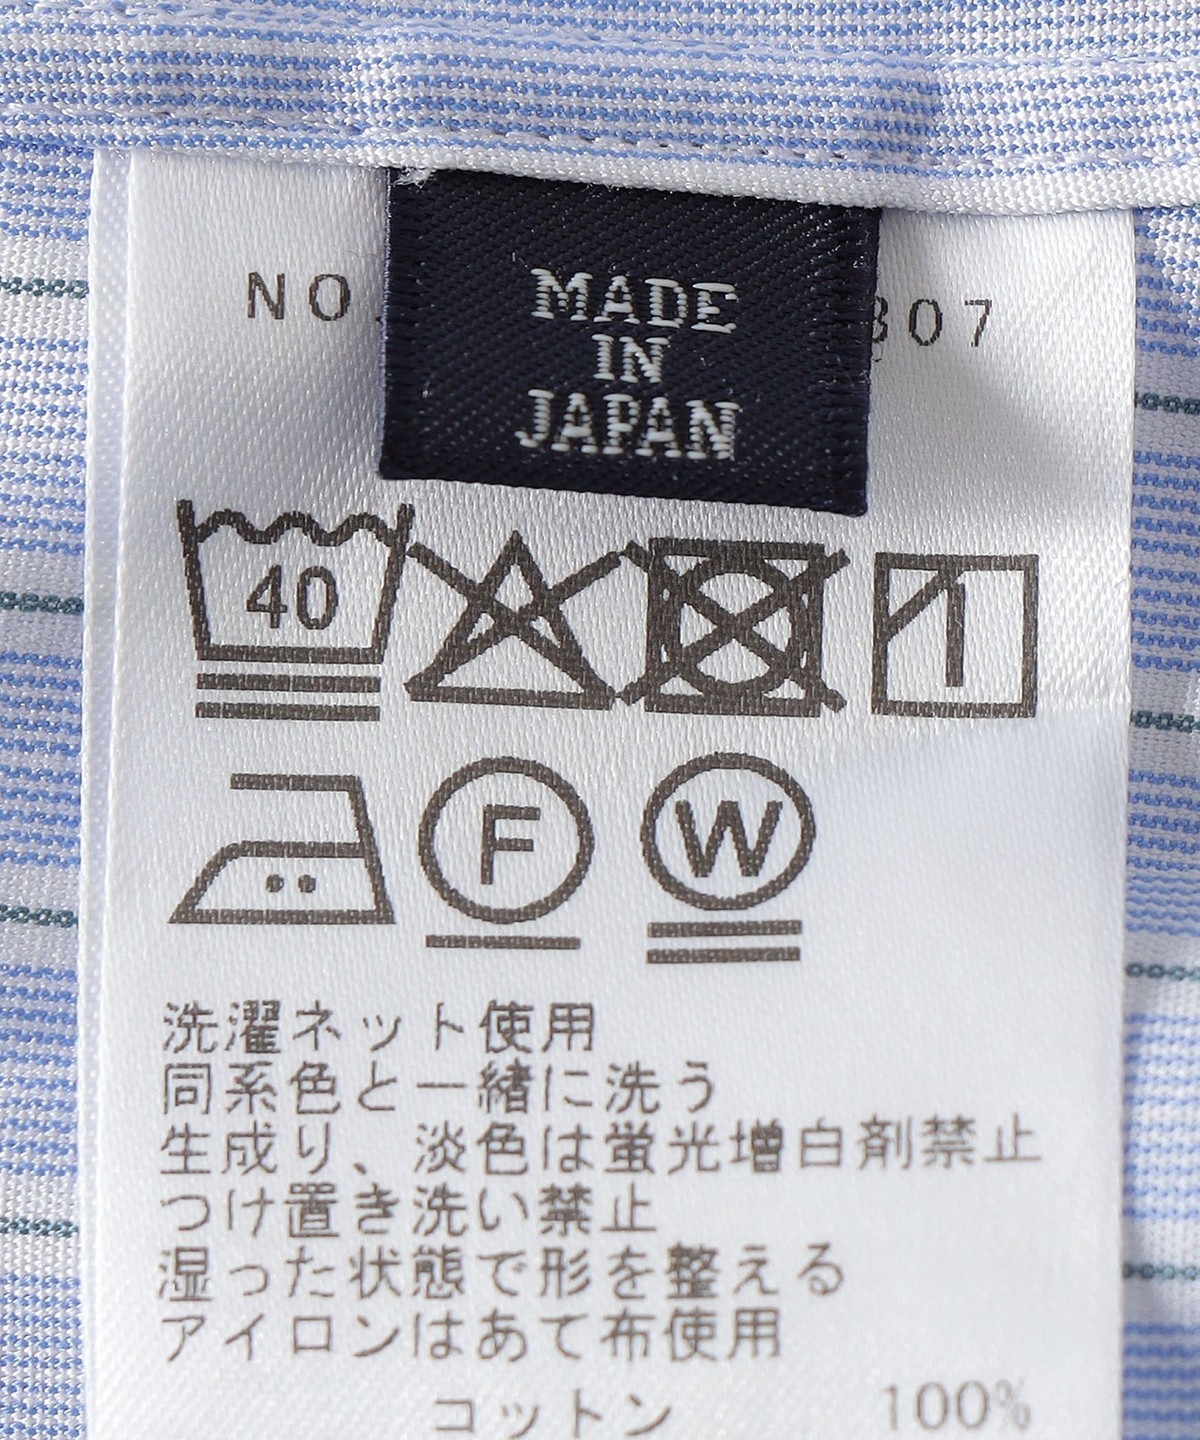 NO.
307
MADE
IN
JAPAN
40
F
W
洗濯ネット使用
同系色と一緒に洗う
生成り、淡色は蛍光増白剤禁止
つけ置き洗い禁止
湿った状態で形を整える
アイロンはあて布使用
コットン 100%